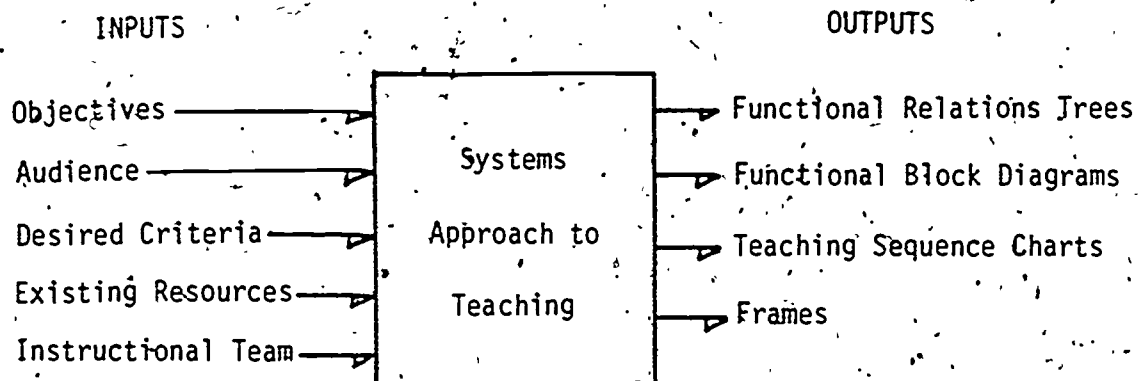 INPUTS
OUTPUTS
Objectives
Audience
Desired Criteria
Existing Resources
Instructional Team
Systems
Approach to
Teaching
Functional Relations Trees
Functional Block Diagrams
Teaching Sequence Charts
Frames